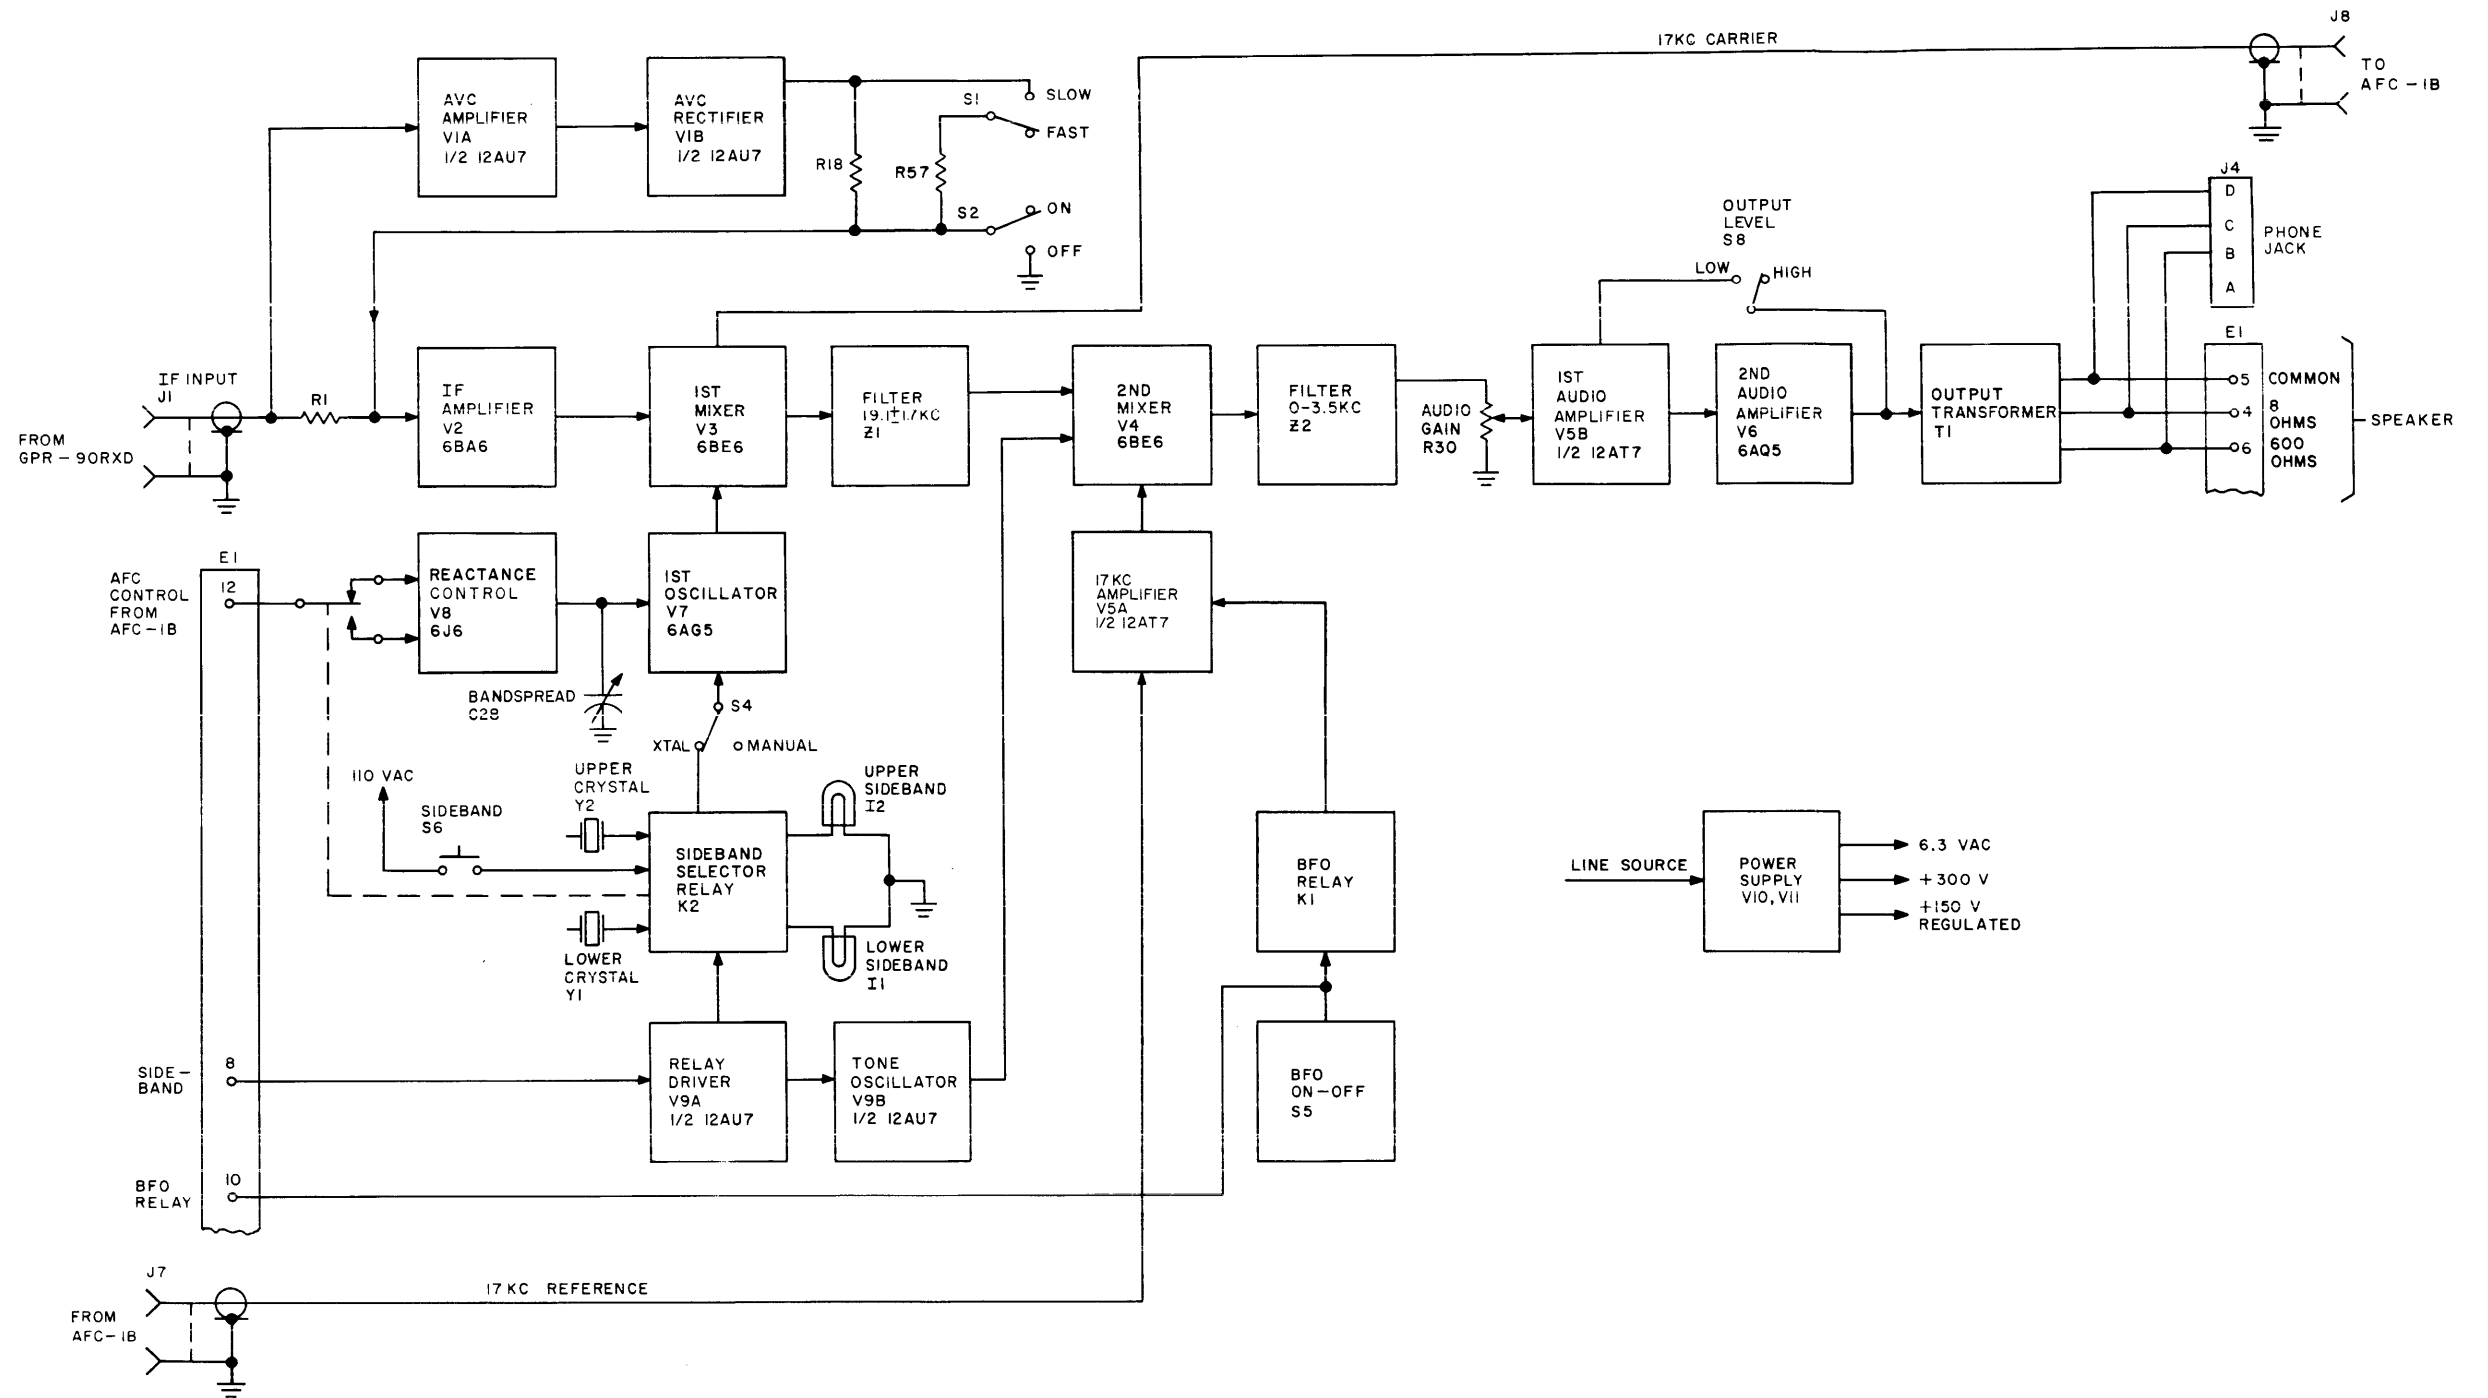 J8
17KC CARRIER
TO
AFC-1B
AVC
AMPLIFIER
V1A
1/2 12AU7
AVC
RECTIFIER
V1B
1/2 12AU7
S1
SLOW
FAST
R18
R57
S2
ON
OFF
J4
D
C
B
A
PHONE
JACK
OUTPUT
LEVEL
S8
LOW
HIGH
IF INPUT
J1
R1
FROM
GPR-90RXD
IF
AMPLIFIER
V2
6BA6
1ST
MIXER
V3
6BE6
FILTER
19.1±1.7KC
Z1
2ND
MIXER
V4
6BE6
FILTER
0-3.5KC
Z2
AUDIO
GAIN
R30
1ST
AUDIO
AMPLIFIER
V5B
1/2 12AT7
2ND
AUDIO
AMPLIFIER
V6
6AQ5
OUTPUT
TRANSFORMER
T1
E1
5 COMMON
4 8
OHMS
6 600
OHMS
SPEAKER
E1
AFC
CONTROL
FROM
AFC-1B
12
REACTANCE
CONTROL
V8
6J6
1ST
OSCILLATOR
V7
6AG5
17KC
AMPLIFIER
V5A
1/2 12AT7
BANDSPREAD
C28
S4
XTAL
MANUAL
110 VAC
SIDEBAND
S6
UPPER
CRYSTAL
Y2
UPPER
SIDEBAND
I2
SIDEBAND
SELECTOR
RELAY
K2
LOWER
CRYSTAL
Y1
LOWER
SIDEBAND
I1
BFO
RELAY
K1
LINE SOURCE
POWER
SUPPLY
V10, V11
6.3 VAC
+300 V
+150 V
REGULATED
SIDE-
BAND
8
RELAY
DRIVER
V9A
1/2 12AU7
TONE
OSCILLATOR
V9B
1/2 12AU7
BFO
ON-OFF
S5
BFO
RELAY
10
J7
17 KC REFERENCE
FROM
AFC-1B